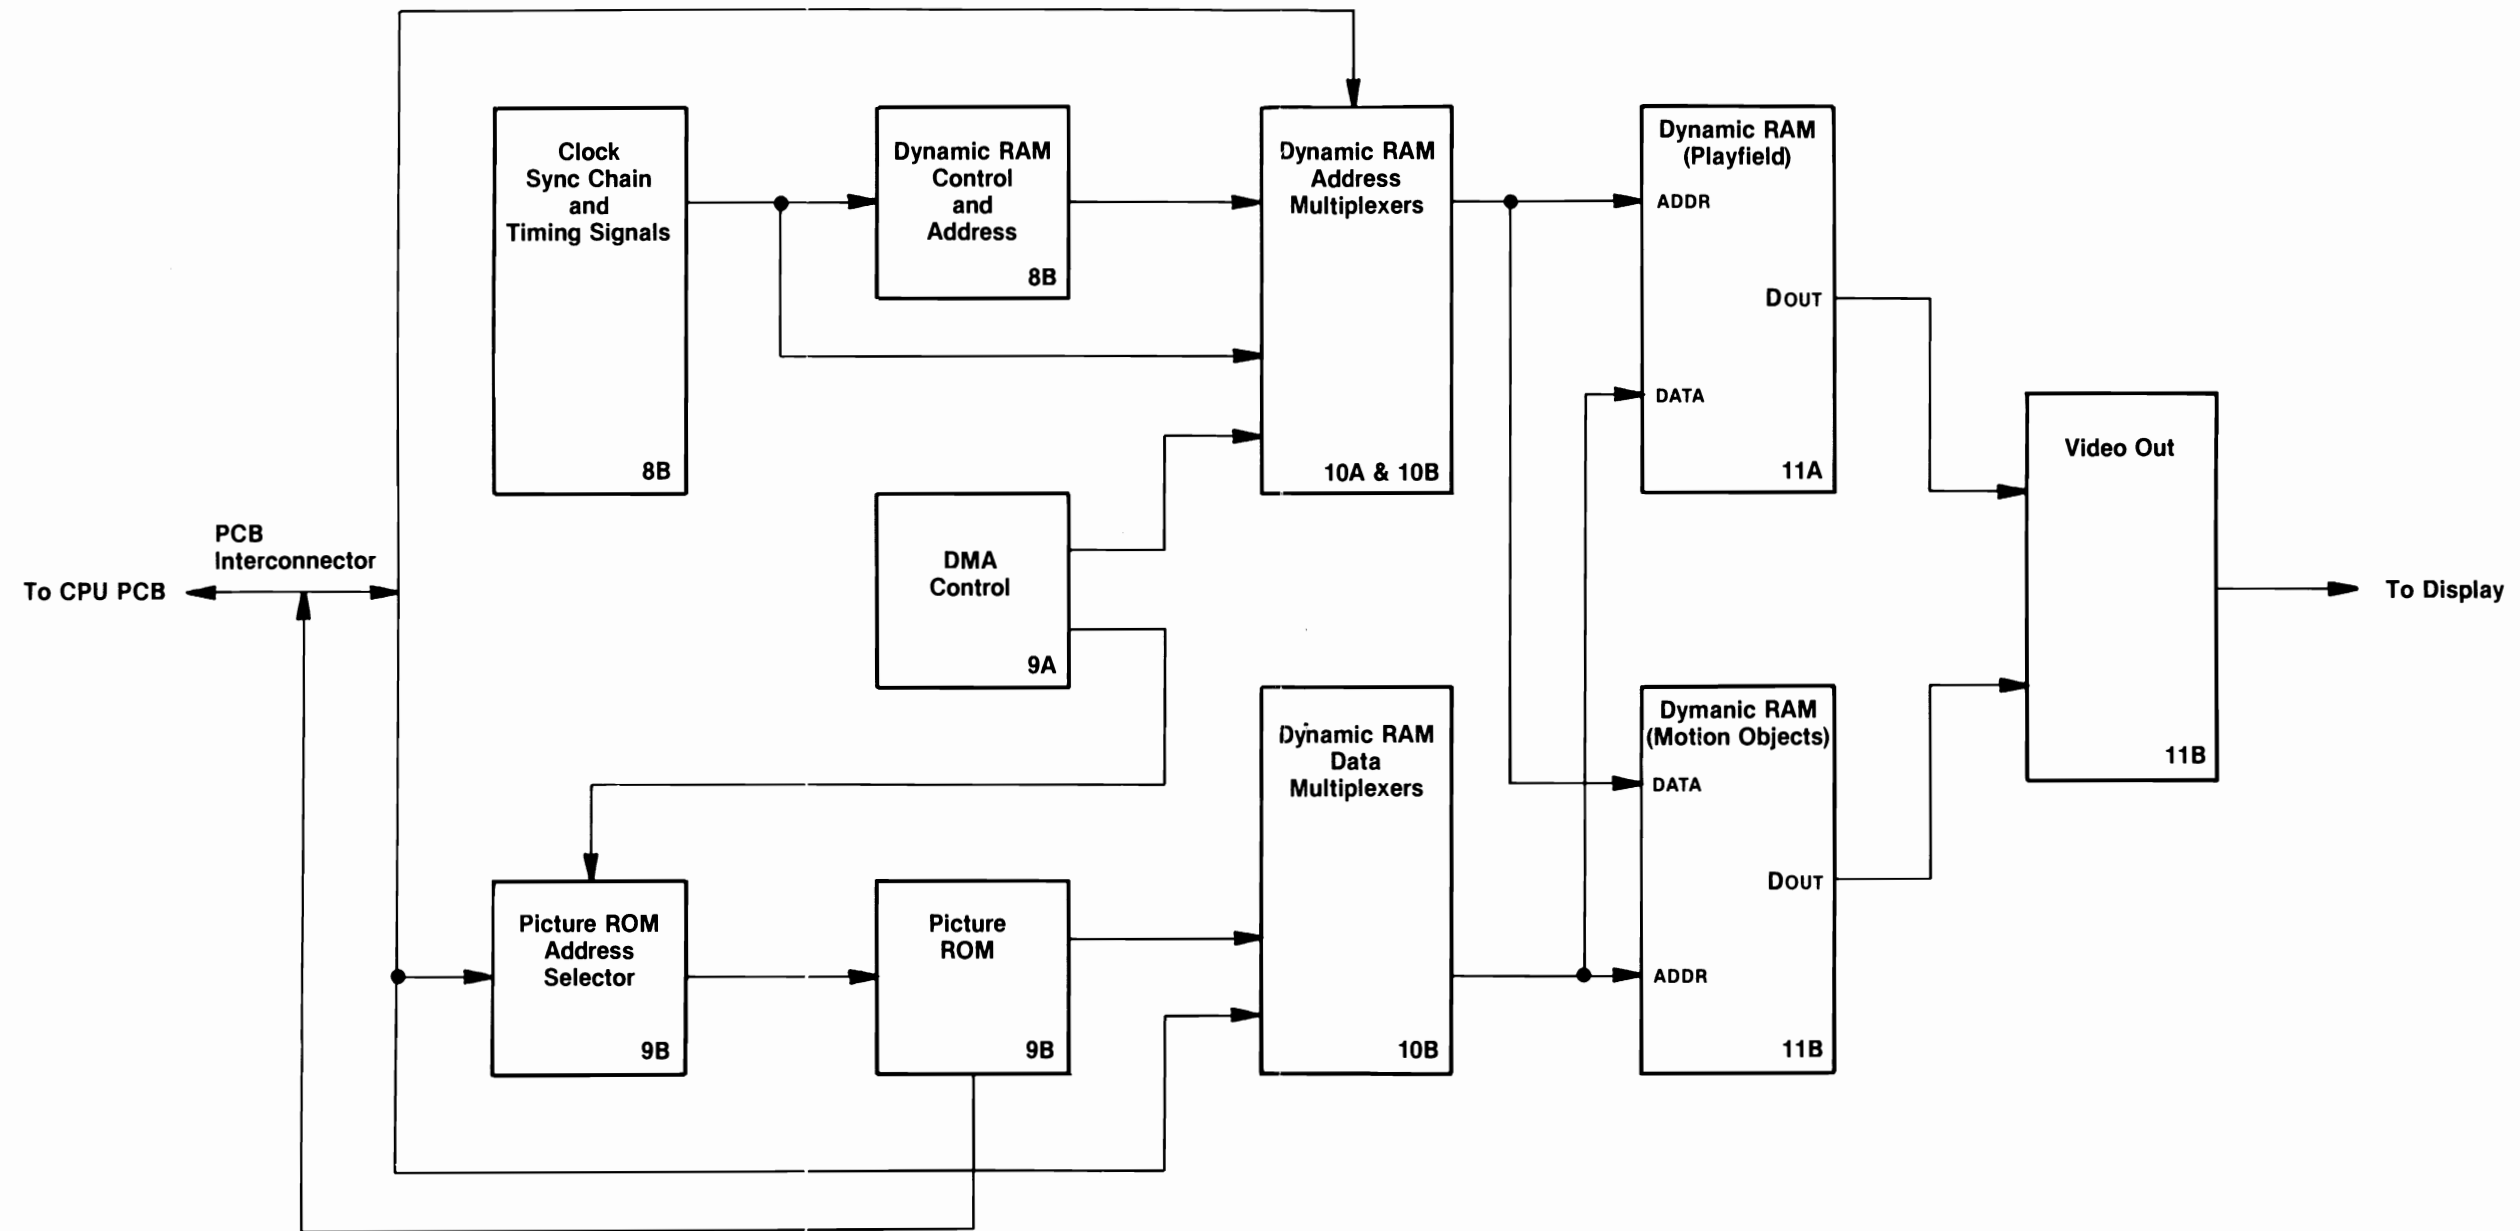 Clock
Sync Chain
and
Timing Signals
8B
Dynamic RAM
Control
and
Address
8B
Dynamic RAM
Address
Multiplexers
10A & 10B
Dynamic RAM
(Playfield)
ADDR
DOUT
DATA
11A
PCB
Interconnector
To CPU PCB
DMA
Control
9A
Video Out
11B
To Display
Dynamic RAM
Data
Multiplexers
10B
Dymanic RAM
(Motion Objects)
DATA
DOUT
ADDR
11B
Picture ROM
Address
Selector
9B
Picture
ROM
9B